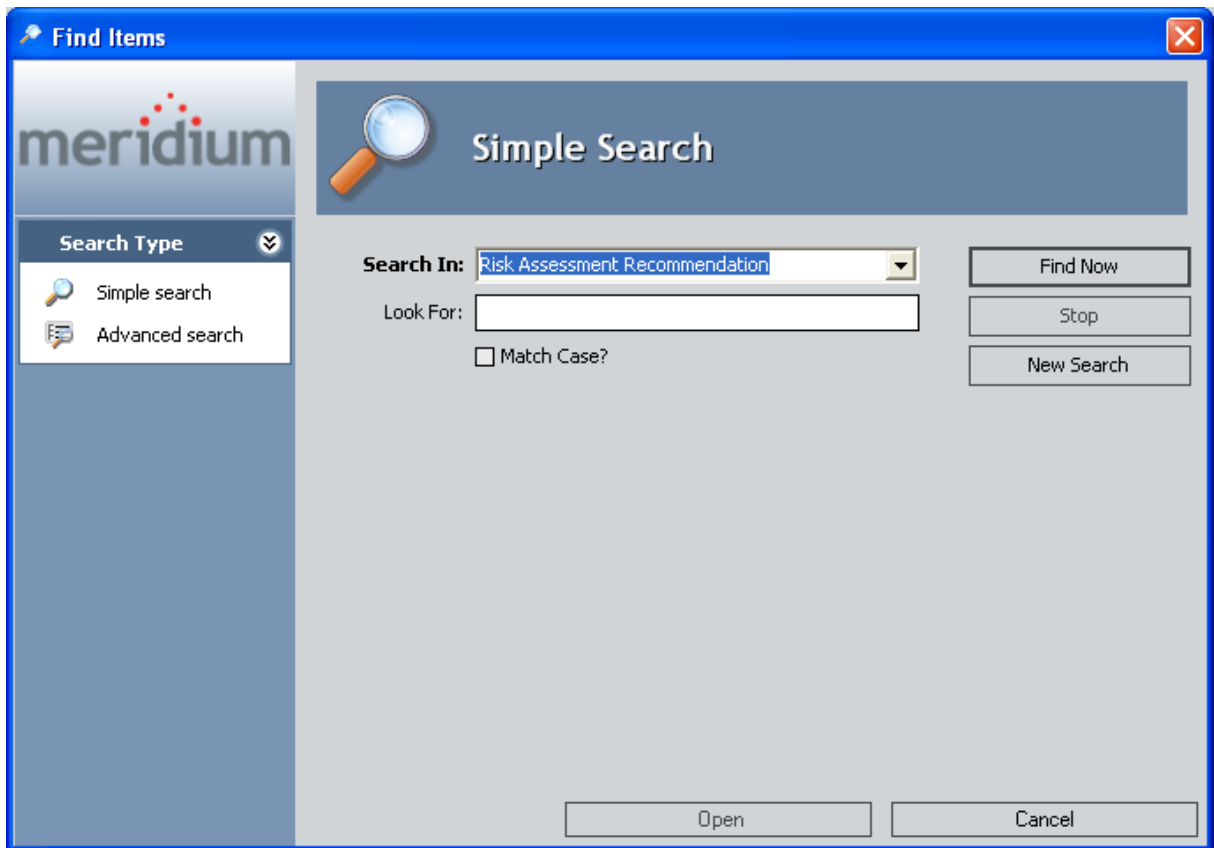 Find Items
meridium
Simple Search
Search Type
Simple search
Advanced search
Search In: Risk Assessment Recommendation
Find Now
Look For:
Stop
Match Case?
New Search
Open
Cancel